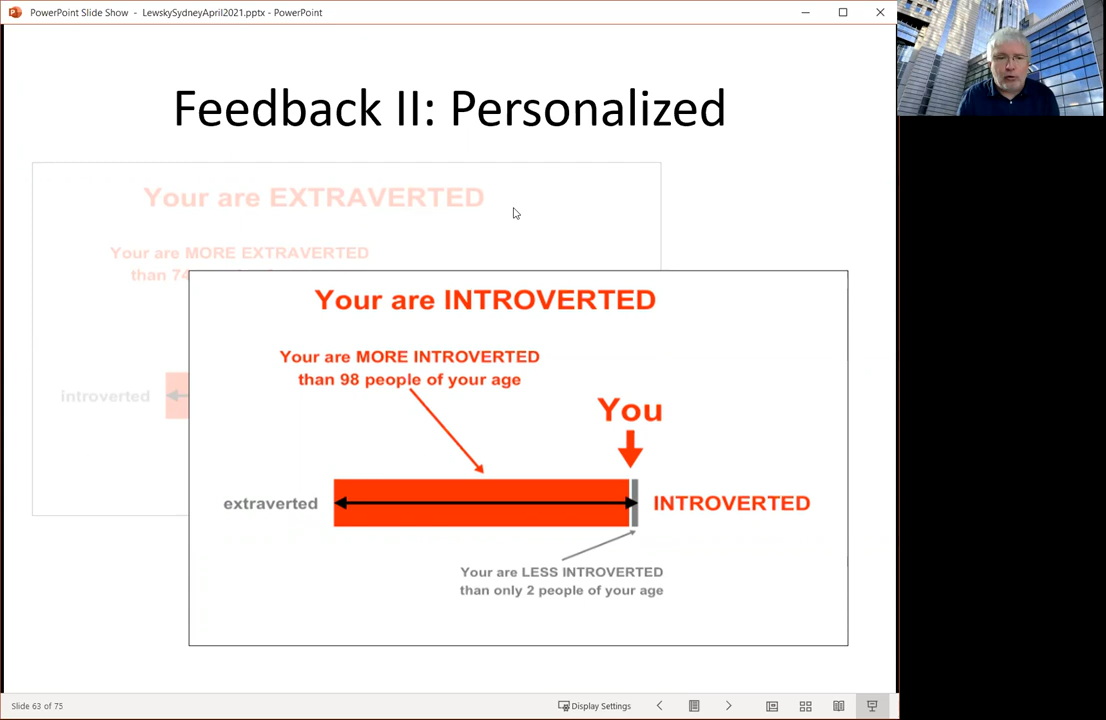 PowerPoint Slide Show - LewskySydneyApril2021.pptx - PowerPoint
Feedback II: Personalized
Your are EXTRAVERTED
Your are MORE EXTRAVERTED
than 74
introverted
Your are INTROVERTED
Your are MORE INTROVERTED
than 98 people of your age
You
extraverted
INTROVERTED
Your are LESS INTROVERTED
than only 2 people of your age
Slide 63 of 75
Display Settings